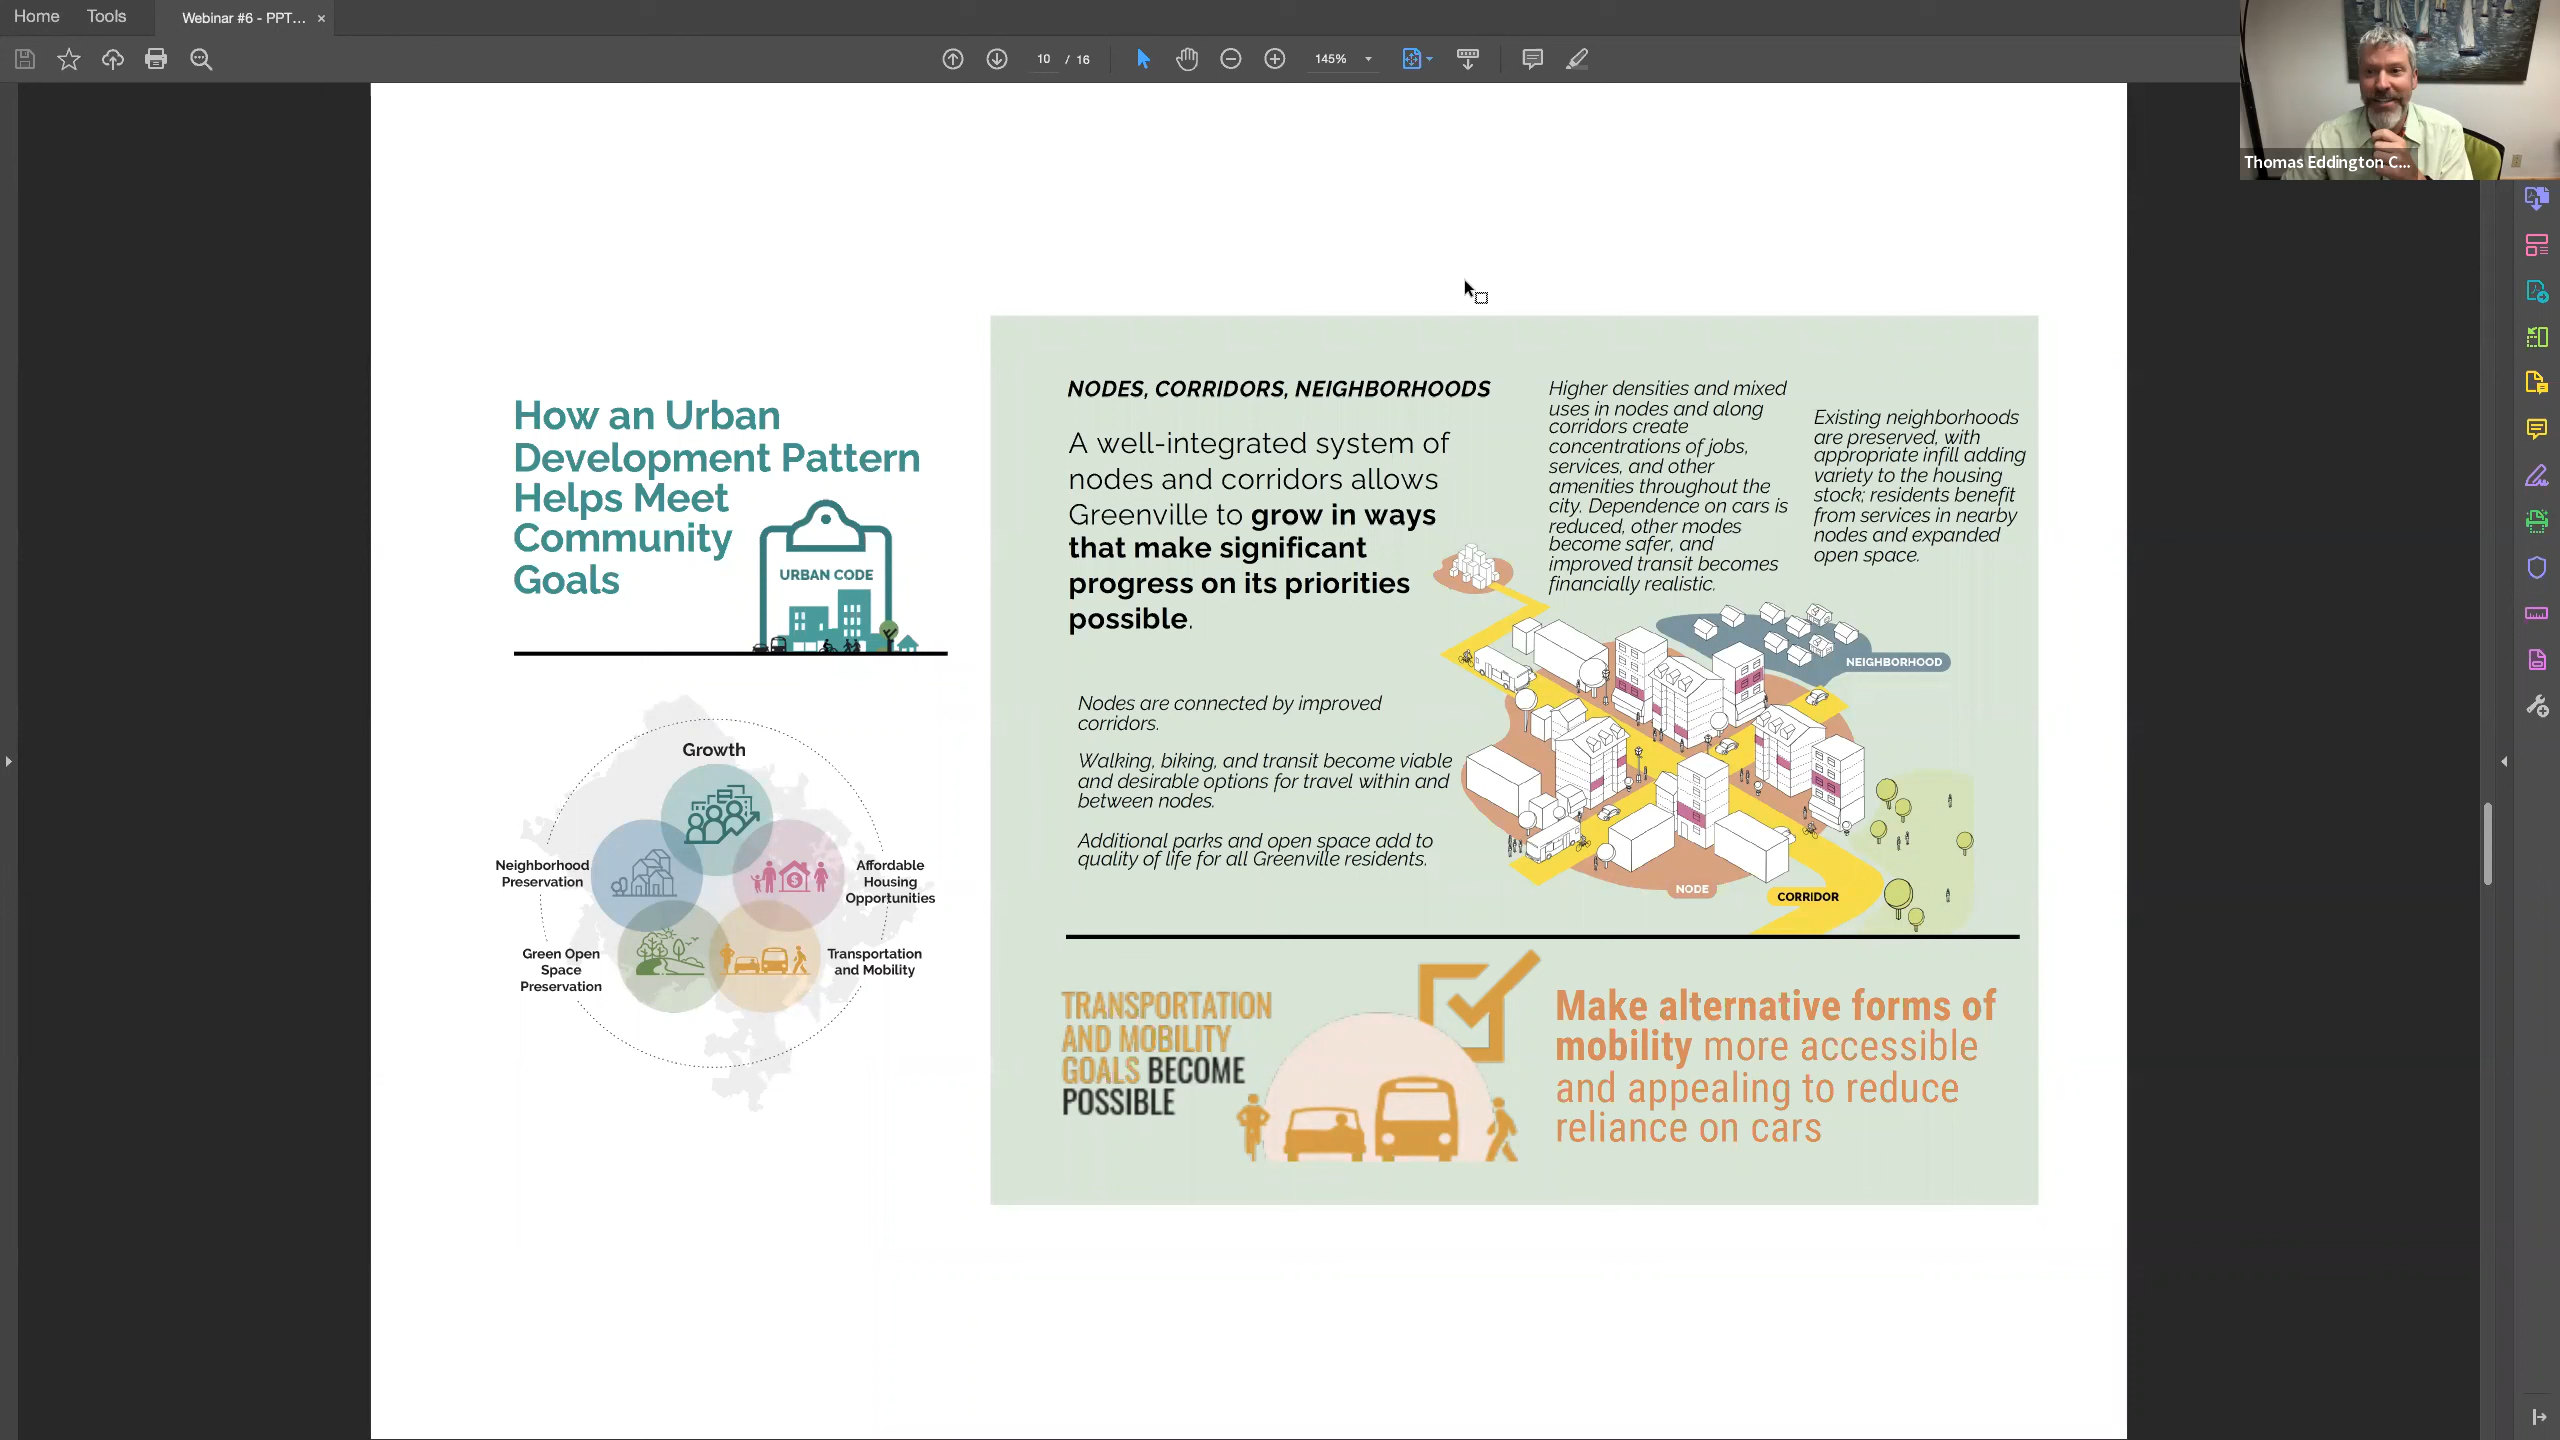 Home
Tools
Webinar #6 - PPT... ×
10 / 16
145%
Thomas Eddington C...
How an Urban
Development Pattern
Helps Meet
Community
Goals
URBAN CODE
Growth
Neighborhood
Preservation
Affordable
Housing
Opportunities
Green Open
Space
Preservation
Transportation
and Mobility
NODES, CORRIDORS, NEIGHBORHOODS
A well-integrated system of
nodes and corridors allows
Greenville to grow in ways
that make significant
progress on its priorities
possible.
Nodes are connected by improved
corridors.
Walking, biking, and transit become viable
and desirable options for travel within and
between nodes.
Additional parks and open space add to
quality of life for all Greenville residents.
Higher densities and mixed
uses in nodes and along
corridors create
concentrations of jobs,
services, and other
amenities throughout the
city. Dependence on cars is
reduced, other modes
become safer, and
improved transit becomes
financially realistic.
Existing neighborhoods
are preserved, with
appropriate infill adding
variety to the housing
stock; residents benefit
from services in nearby
nodes and expanded
open space.
NEIGHBORHOOD
NODE
CORRIDOR
TRANSPORTATION
AND MOBILITY
GOALS BECOME
POSSIBLE
Make alternative forms of
mobility more accessible
and appealing to reduce
reliance on cars